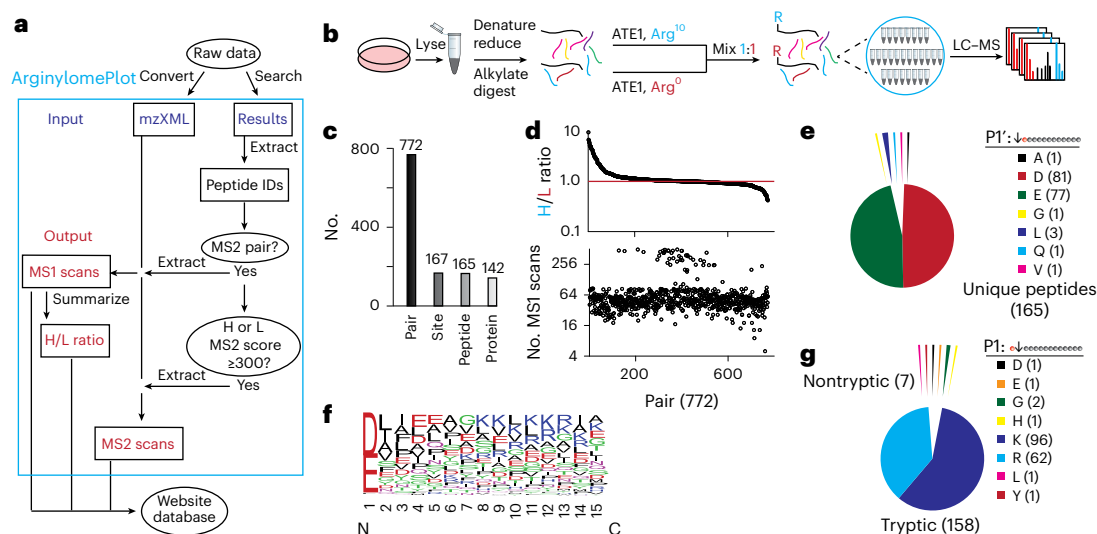 a
Raw data
Convert
Search
ArginylomePlot
Input
mzXML
Results
Extract
Peptide IDs
Output
MS2 pair?
MS1 scans
Extract
Yes
Summarize
H/L ratio
H or L
MS2 score
≥300?
Extract
Yes
MS2 scans
Website
database
b
Lyse
Denature
reduce
Alkylate
digest
ATE1, Arg¹⁰
ATE1, Arg⁰
Mix 1:1
R
R
LC–MS
c
No.
800
400
0
772
167
165
142
Pair
Site
Peptide
Protein
d
H/L ratio
10
1.0
0.1
No. MS1 scans
256
64
16
4
200
600
Pair (772)
e
P1′:
A (1)
D (81)
E (77)
G (1)
L (3)
Q (1)
V (1)
Unique peptides
(165)
f
1 2 3 4 5 6 7 8 9 10 11 12 13 14 15
N
C
g
P1:
Nontryptic (7)
D (1)
E (1)
G (2)
H (1)
K (96)
R (62)
L (1)
Y (1)
Tryptic (158)